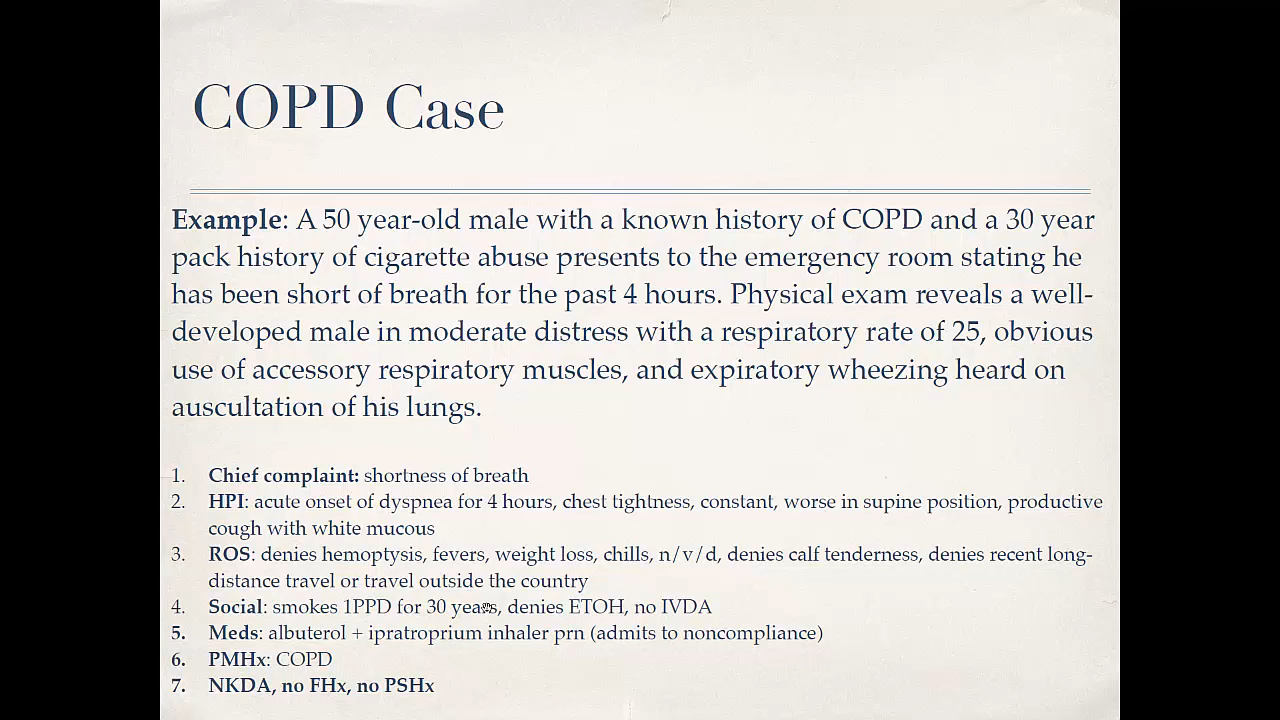 COPD Case
Example: A 50 year-old male with a known history of COPD and a 30 year
pack history of cigarette abuse presents to the emergency room stating he
has been short of breath for the past 4 hours. Physical exam reveals a well-
developed male in moderate distress with a respiratory rate of 25, obvious
use of accessory respiratory muscles, and expiratory wheezing heard on
auscultation of his lungs.
1. Chief complaint: shortness of breath
2. HPI: acute onset of dyspnea for 4 hours, chest tightness, constant, worse in supine position, productive
cough with white mucous
3. ROS: denies hemoptysis, fevers, weight loss, chills, n/v/d, denies calf tenderness, denies recent long-
distance travel or travel outside the country
4. Social: smokes 1PPD for 30 years, denies ETOH, no IVDA
5. Meds: albuterol + ipratroprium inhaler prn (admits to noncompliance)
6. PMHx: COPD
7. NKDA, no FHx, no PSHx